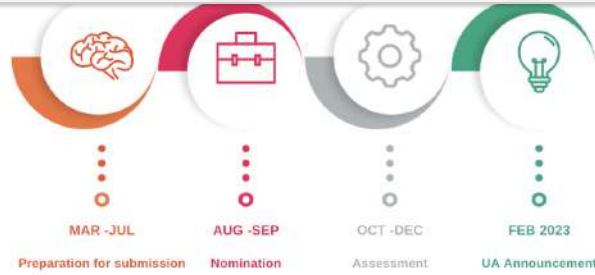 MAR -JUL
AUG -SEP
OCT -DEC
FEB 2023
Preparation for submission
Nomination
Assessment
UA Announcement